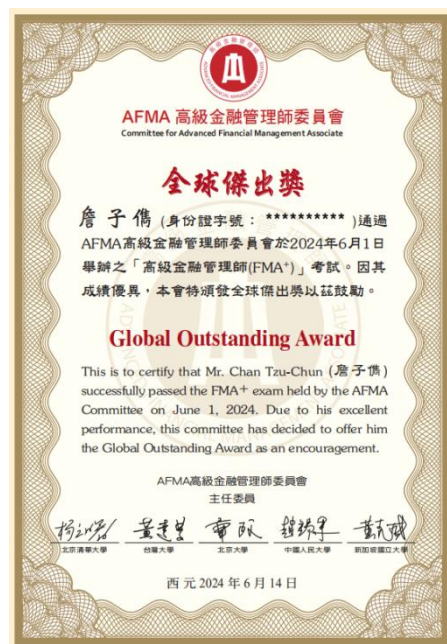 AFMA 高級金融管理師委員會
Committee for Advanced Financial Management Associate
全球傑出獎
詹子儁 (身份證字號： ********** )通過
AFMA高級金融管理師委員會於2024年6月1日
舉辦之「高級金融管理師(FMA⁺)」考試。因其
成績優異，本會特頒發全球傑出獎以茲鼓勵。
Global Outstanding Award
This is to certify that Mr. Chan Tzu-Chun (詹子儁)
successfully passed the FMA⁺ exam held by the AFMA
Committee on June 1, 2024. Due to his excellent
performance, this committee has decided to offer him
the Global Outstanding Award as an encouragement.
AFMA高級金融管理師委員會
主任委員
北京清華大學 台灣大學 北京大學 中國人民大學 新加坡國立大學
西元 2024 年 6 月 14 日